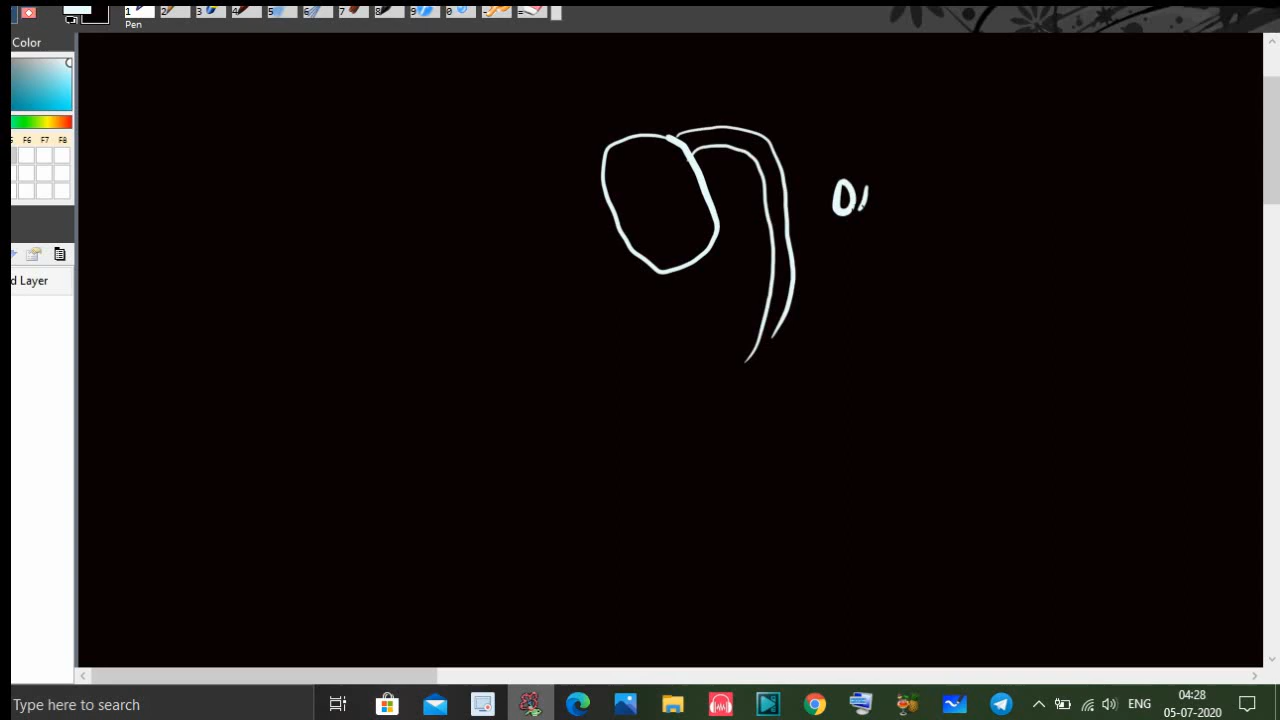 Pen
Color
F6 F7 F8
d Layer
Type here to search
ENG
04:28
05-07-2020